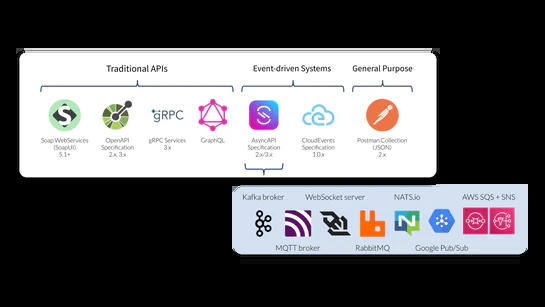 Traditional APIs
Event-driven Systems
General Purpose
Soap WebServices
(SoapUI)
5.1+
OpenAPI
Specification
2.x, 3.x
gRPC
gRPC Services
3.x
GraphQL
AsyncAPI
Specification
2.x/3.x
CloudEvents
Specification
1.0.x
Postman Collection
(JSON)
2.x
Kafka broker
WebSocket server
NATS.io
AWS SQS + SNS
N
MQTT broker
RabbitMQ
Google Pub/Sub